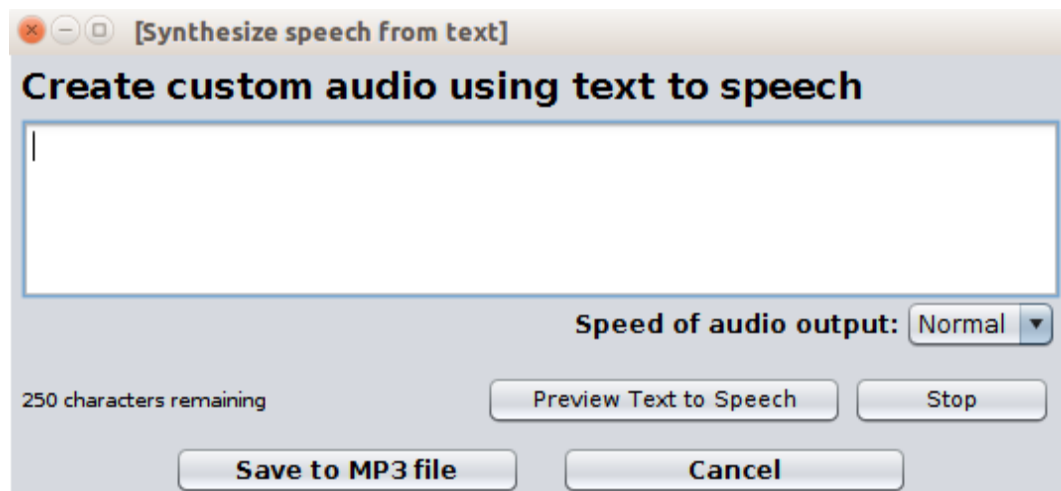 [Synthesize speech from text]
Create custom audio using text to speech
Speed of audio output: Normal
250 characters remaining Preview Text to Speech Stop
Save to MP3 file Cancel